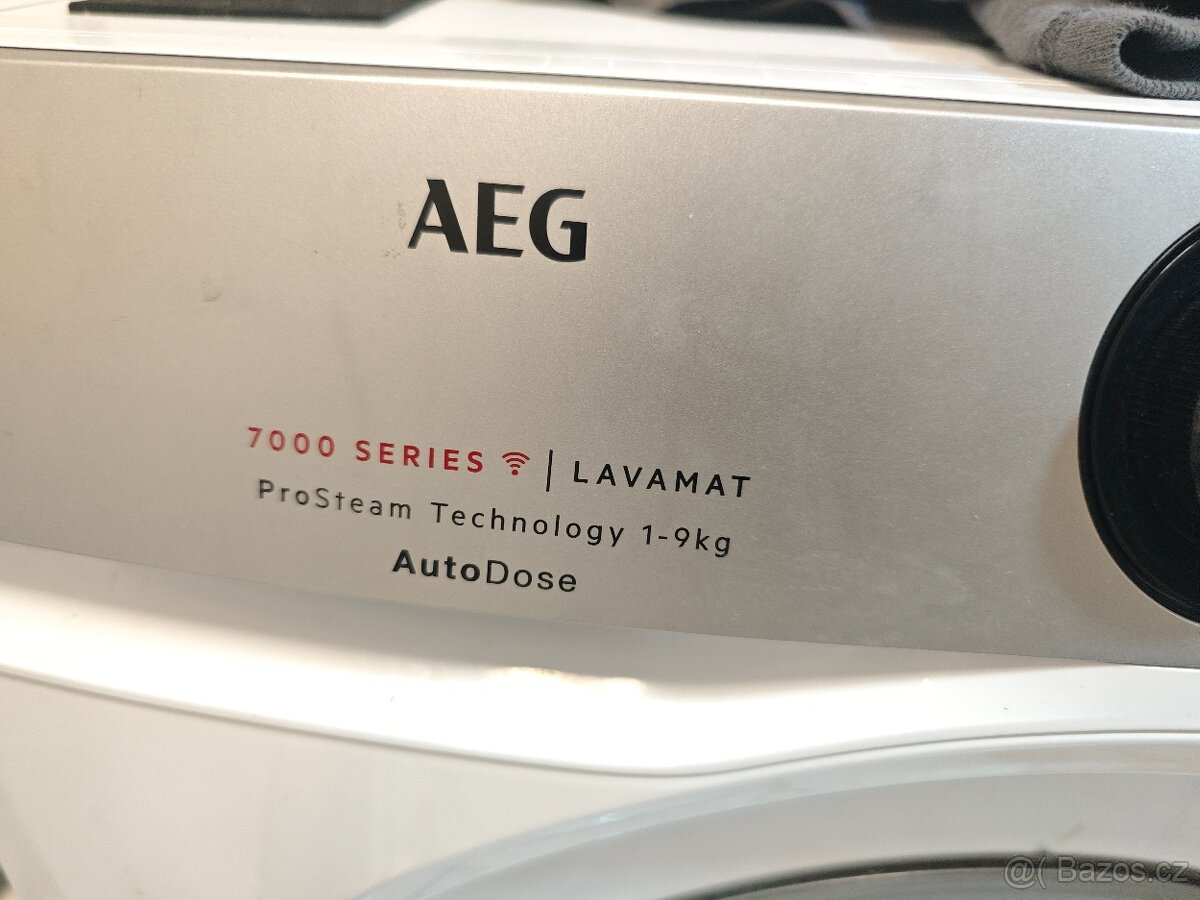 AEG
7000 SERIES | LAVAMAT
ProSteam Technology 1-9kg
AutoDose
@( Bazos.cz